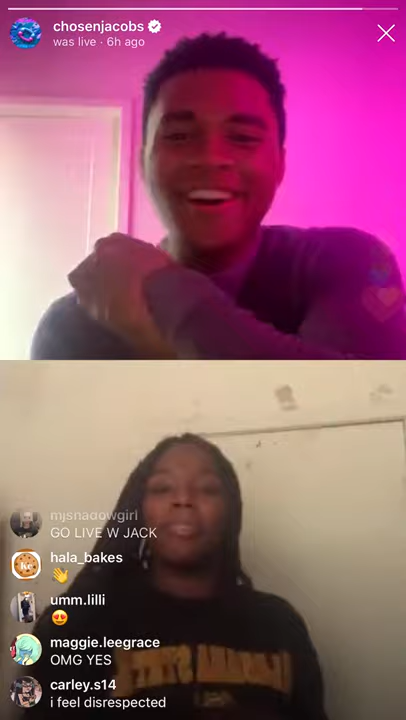 chosenjacobs
was live · 6h ago
mjshadowgirl
GO LIVE W JACK
hala_bakes
👋
umm.lilli
😍
maggie.leegrace
OMG YES
carley.s14
i feel disrespected